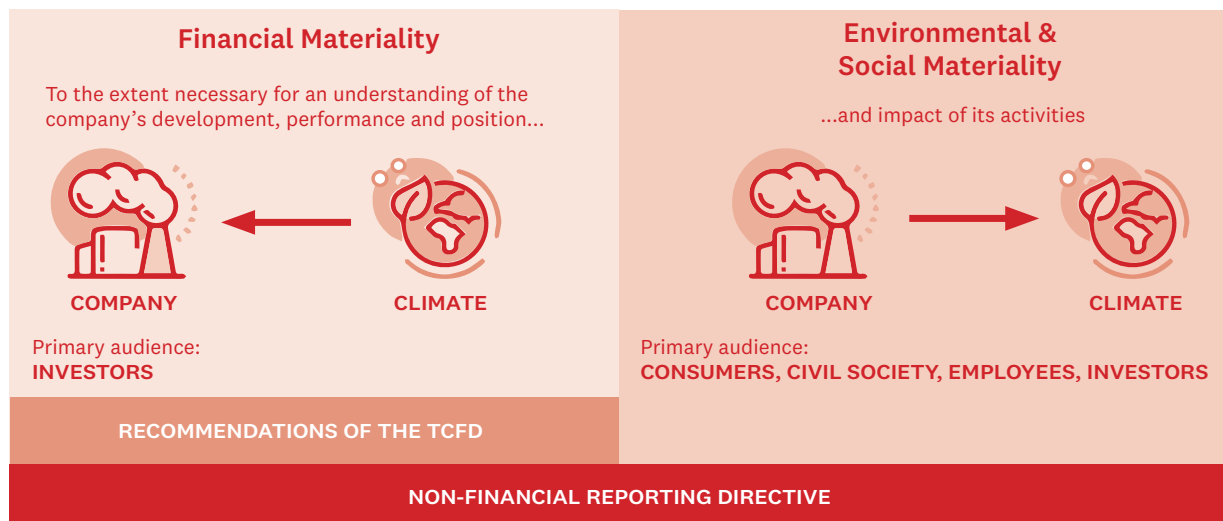 Financial Materiality
To the extent necessary for an understanding of the
company’s development, performance and position...
COMPANY
CLIMATE
Primary audience:
INVESTORS
RECOMMENDATIONS OF THE TCFD
Environmental &
Social Materiality
...and impact of its activities
COMPANY
CLIMATE
Primary audience:
CONSUMERS, CIVIL SOCIETY, EMPLOYEES, INVESTORS
NON-FINANCIAL REPORTING DIRECTIVE